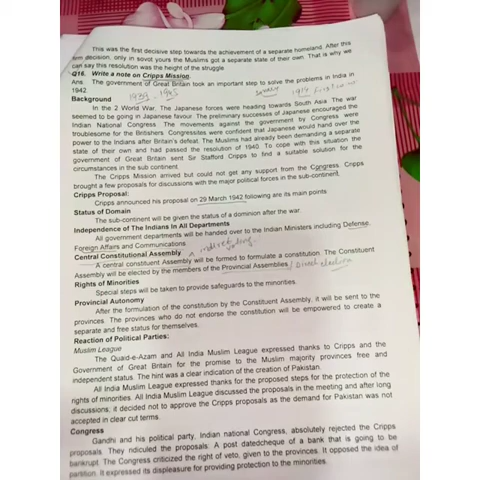 This was the first decisive step towards the achievement of a separate homeland. After this
firm decision, only in sovot yours the Muslims got a separate state of their own. That is why we
can say this resolution was the height of the struggle
Q16. Write a note on Cripps Mission.
Ans The government of Great Britain took an important step to solve the problems in India in
1942
1939 - 1945
1914
Background
In the 2 World War. The Japanese forces were heading towards South Asia. The war
seemed to be going in Japanese favour. The preliminary successes of Japanese encouraged the
Indian National Congress. The movements against the government by Congress were
troublesome for the Britishers. Congressites were confident that Japanese would hand over the
power to the Indians after Britain's defeat. The Muslims had already been demanding a separate
state of their own and had passed the resolution of 1940. To cope with this situation the
government of Great Britain sent Sir Stafford Cripps to find a suitable solution for the
circumstances in the sub continent.
The Cripps Mission arrived but could not get any support from the Congress. Cripps
brought a few proposals for discussions with the major political forces in the sub-continent.
Cripps Proposal:
Cripps announced his proposal on 29 March 1942 following are its main points
Status of Domain
The sub-continent will be given the status of a dominion after the war.
Independence of The Indians In All Departments
All government departments will be handed over to the Indian Ministers including Defense,
Foreign Affairs and Communications
Central Constitutional Assembly
A central constituent Assembly will be formed to formulate a constitution. The Constituent
Assembly will be elected by the members of the Provincial Assemblies / Direct election
Rights of Minorities
Special steps will be taken to provide safeguards to the minorities.
Provincial Autonomy
After the formulation of the constitution by the Constituent Assembly, it will be sent to the
provinces. The provinces who do not endorse the constitution will be empowered to create a
separate and free status for themselves.
Reaction of Political Parties:
Muslim League
The Quaid-e-Azam and All India Muslim League expressed thanks to Cripps and the
Government of Great Britain for the promise to the Muslim majority provinces free and
independent status. The hint was a clear indication of the creation of Pakistan.
All India Muslim League expressed thanks for the proposed steps for the protection of the
rights of minorities. All India Muslim League discussed the proposals in the meeting and after long
discussions, it decided not to approve the Cripps proposals as the demand for Pakistan was not
accepted in clear cut terms.
Congress
Gandhi and his political party, Indian national Congress, absolutely rejected the Cripps
proposals. They ridiculed the proposals. A post datedcheque of a bank that is going to be
bankrupt. The Congress criticized the right of veto, given to the provinces. It opposed the idea of
partition. It expressed its displeasure for providing protection to the minorities.